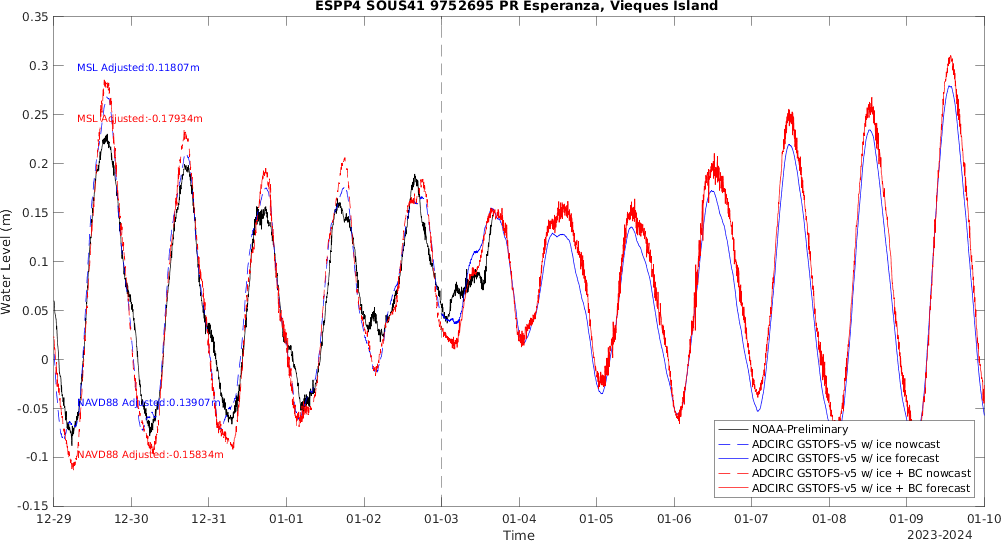 ESPP4 SOUS41 9752695 PR Esperanza, Vieques Island
0.35
0.3
0.25
0.2
0.15
0.1
0.05
0
-0.05
-0.1
-0.15
Water Level (m)
MSL Adjusted:0.11807m
MSL Adjusted:-0.17934m
NAVD88 Adjusted:0.13907m
NAVD88 Adjusted:-0.15834m
NOAA-Preliminary
ADCIRC GSTOFS-v5 w/ ice nowcast
ADCIRC GSTOFS-v5 w/ ice forecast
ADCIRC GSTOFS-v5 w/ ice + BC nowcast
ADCIRC GSTOFS-v5 w/ ice + BC forecast
12-29 12-30 12-31 01-01 01-02 01-03 01-04 01-05 01-06 01-07 01-08 01-09 01-10
Time
2023-2024